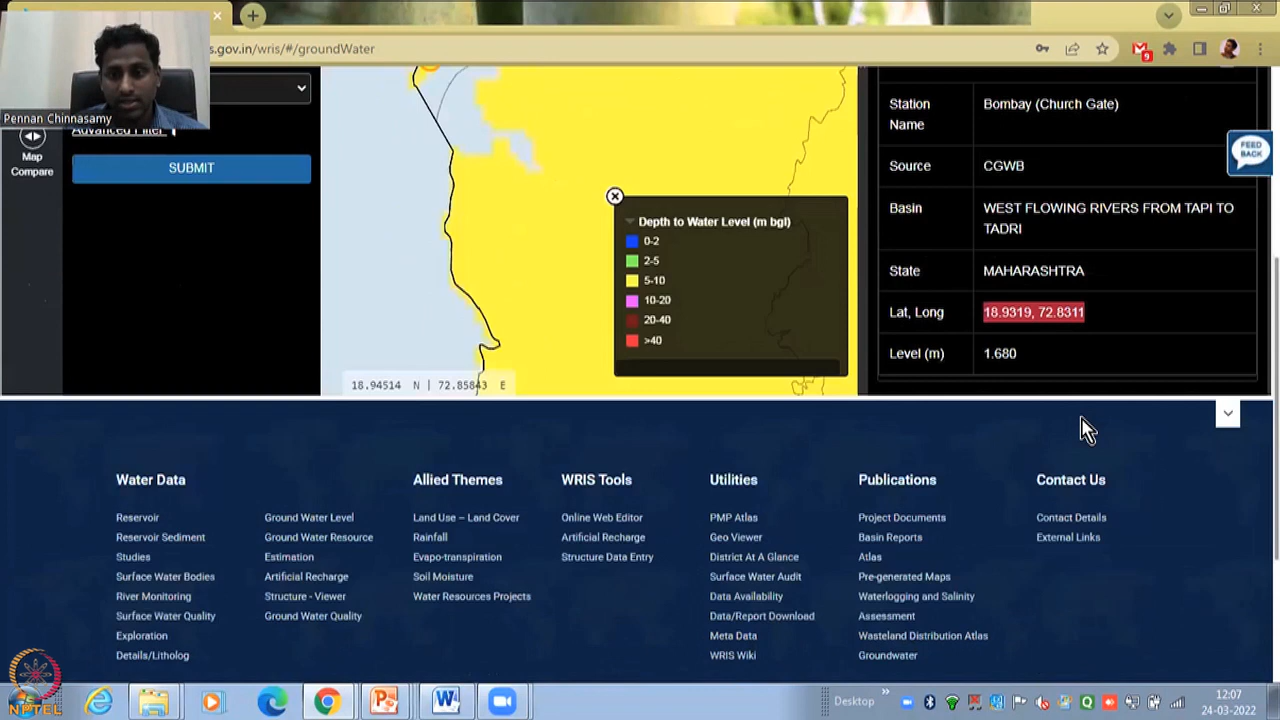 s.gov.in/wris/#/groundWater
9
Pennan Chinnasamy
Advanced Filter
Map
Compare
SUBMIT
Depth to Water Level (m bgl)
0-2
2-5
5-10
10-20
20-40
>40
18.94514 N | 72.85843 E
Station Name
Bombay (Church Gate)
Source
CGWB
Basin
WEST FLOWING RIVERS FROM TAPI TO
TADRI
State
MAHARASHTRA
Lat, Long
18.9319, 72.8311
Level (m)
1.680
FEED
BACK
Water Data
Reservoir
Reservoir Sediment
Studies
Surface Water Bodies
River Monitoring
Surface Water Quality
Exploration
Details/Litholog
Ground Water Level
Ground Water Resource
Estimation
Artificial Recharge
Structure - Viewer
Ground Water Quality
Allied Themes
Land Use – Land Cover
Rainfall
Evapo-transpiration
Soil Moisture
Water Resources Projects
WRIS Tools
Online Web Editor
Artificial Recharge
Structure Data Entry
Utilities
PMP Atlas
Geo Viewer
District At A Glance
Surface Water Audit
Data Availability
Data/Report Download
Meta Data
WRIS Wiki
Publications
Project Documents
Basin Reports
Atlas
Pre-generated Maps
Waterlogging and Salinity
Assessment
Wasteland Distribution Atlas
Groundwater
Contact Us
Contact Details
External Links
NPTEL
Desktop
12:07
24-03-2022